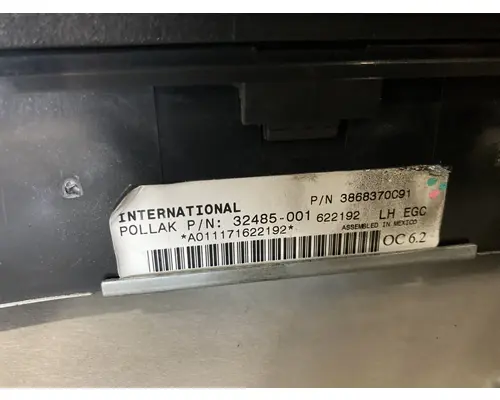 INTERNATIONAL P/N 3868370C91
POLLAK P/N: 32485-001 622192 LH EGC
*A011171622192* ASSEMBLED IN MEXICO
OC 6.2